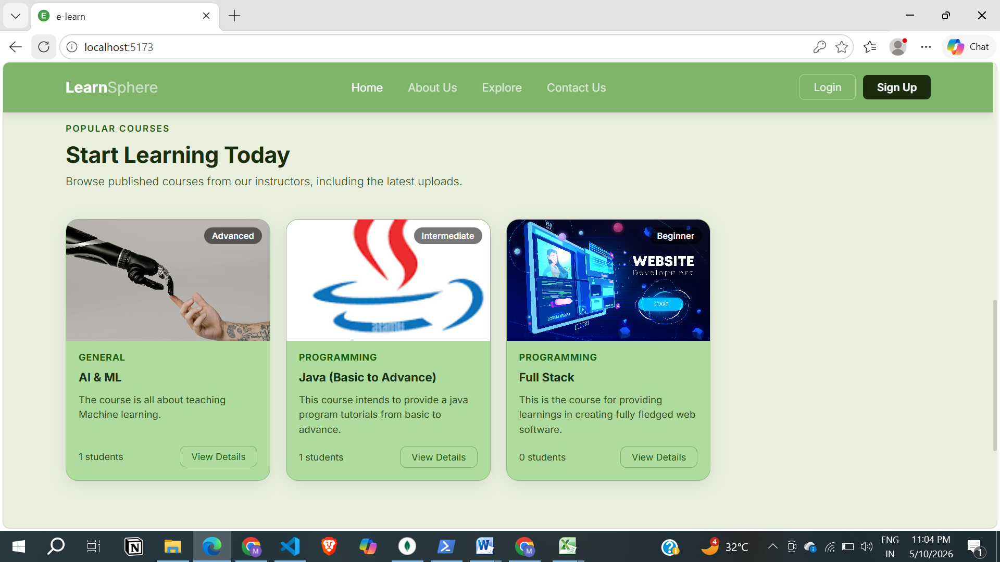 E
e-learn
localhost:5173
Chat
LearnSphere
Home
About Us
Explore
Contact Us
Login
Sign Up
POPULAR COURSES
Start Learning Today
Browse published courses from our instructors, including the latest uploads.
Advanced
GENERAL
AI & ML
The course is all about teaching
Machine learning.
1 students
View Details
Intermediate
PROGRAMMING
Java (Basic to Advance)
This course intends to provide a java
program tutorials from basic to
advance.
1 students
View Details
Beginner
WEBSITE
Development
START
LOREM IPSUM
PROGRAMMING
Full Stack
This is the course for providing
learnings in creating fully fledged web
software.
0 students
View Details
4
32°C
ENG
IN
11:04 PM
5/10/2026
1